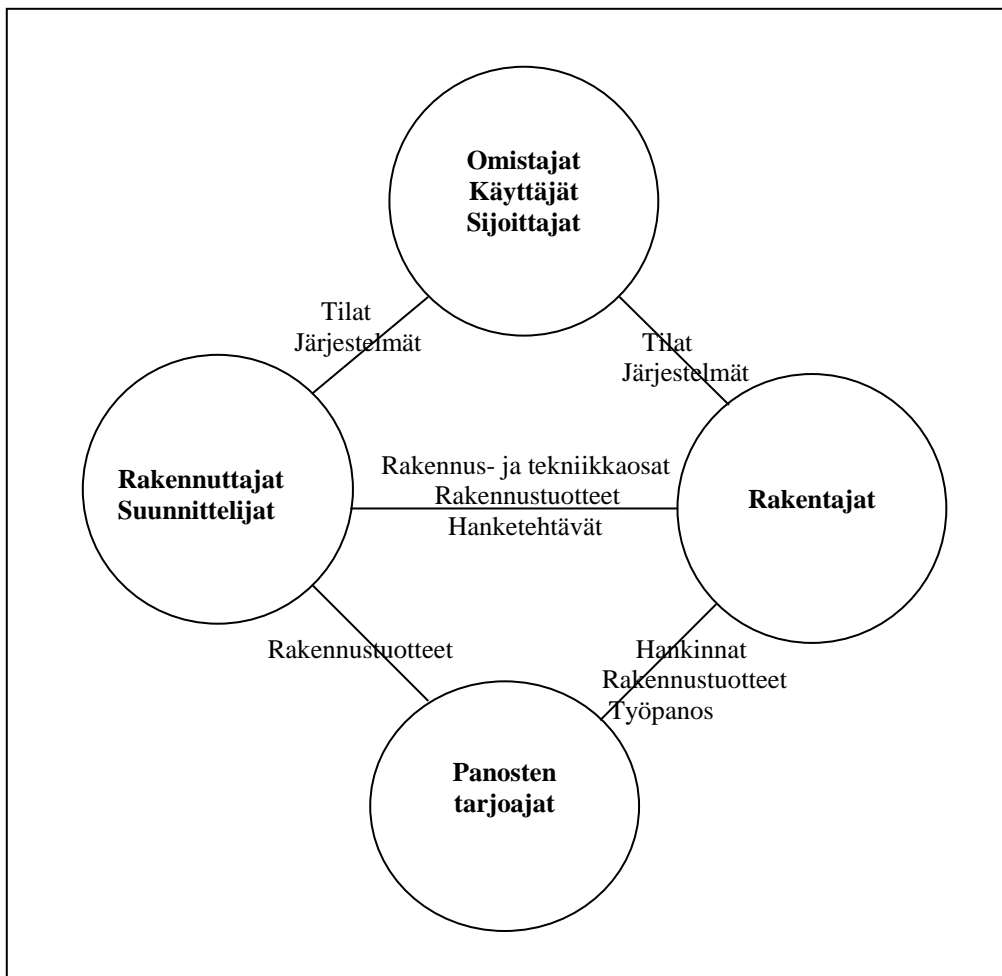 Omistajat
Käyttäjät
Sijoittajat
Tilat
Järjestelmät
Tilat
Järjestelmät
Rakennuttajat
Suunnittelijat
Rakennus- ja tekniikkaosat
Rakennustuotteet
Hanketehtävät
Rakentajat
Rakennustuotteet
Hankinnat
Rakennustuotteet
Työpanos
Panosten
tarjoajat